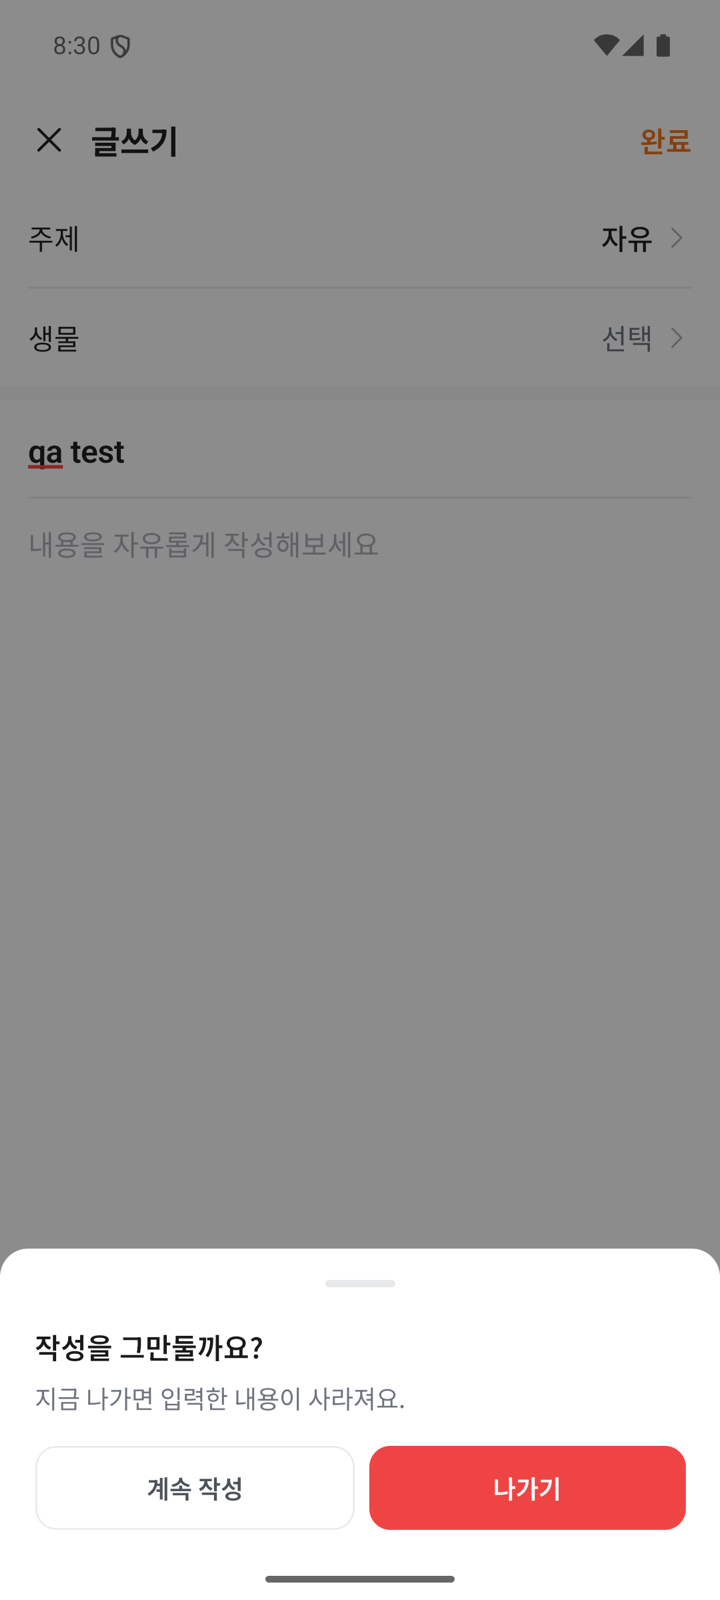 8:30
글쓰기
완료
주제
자유
생물
선택
qa test
내용을 자유롭게 작성해보세요
작성을 그만둘까요?
지금 나가면 입력한 내용이 사라져요.
계속 작성
나가기